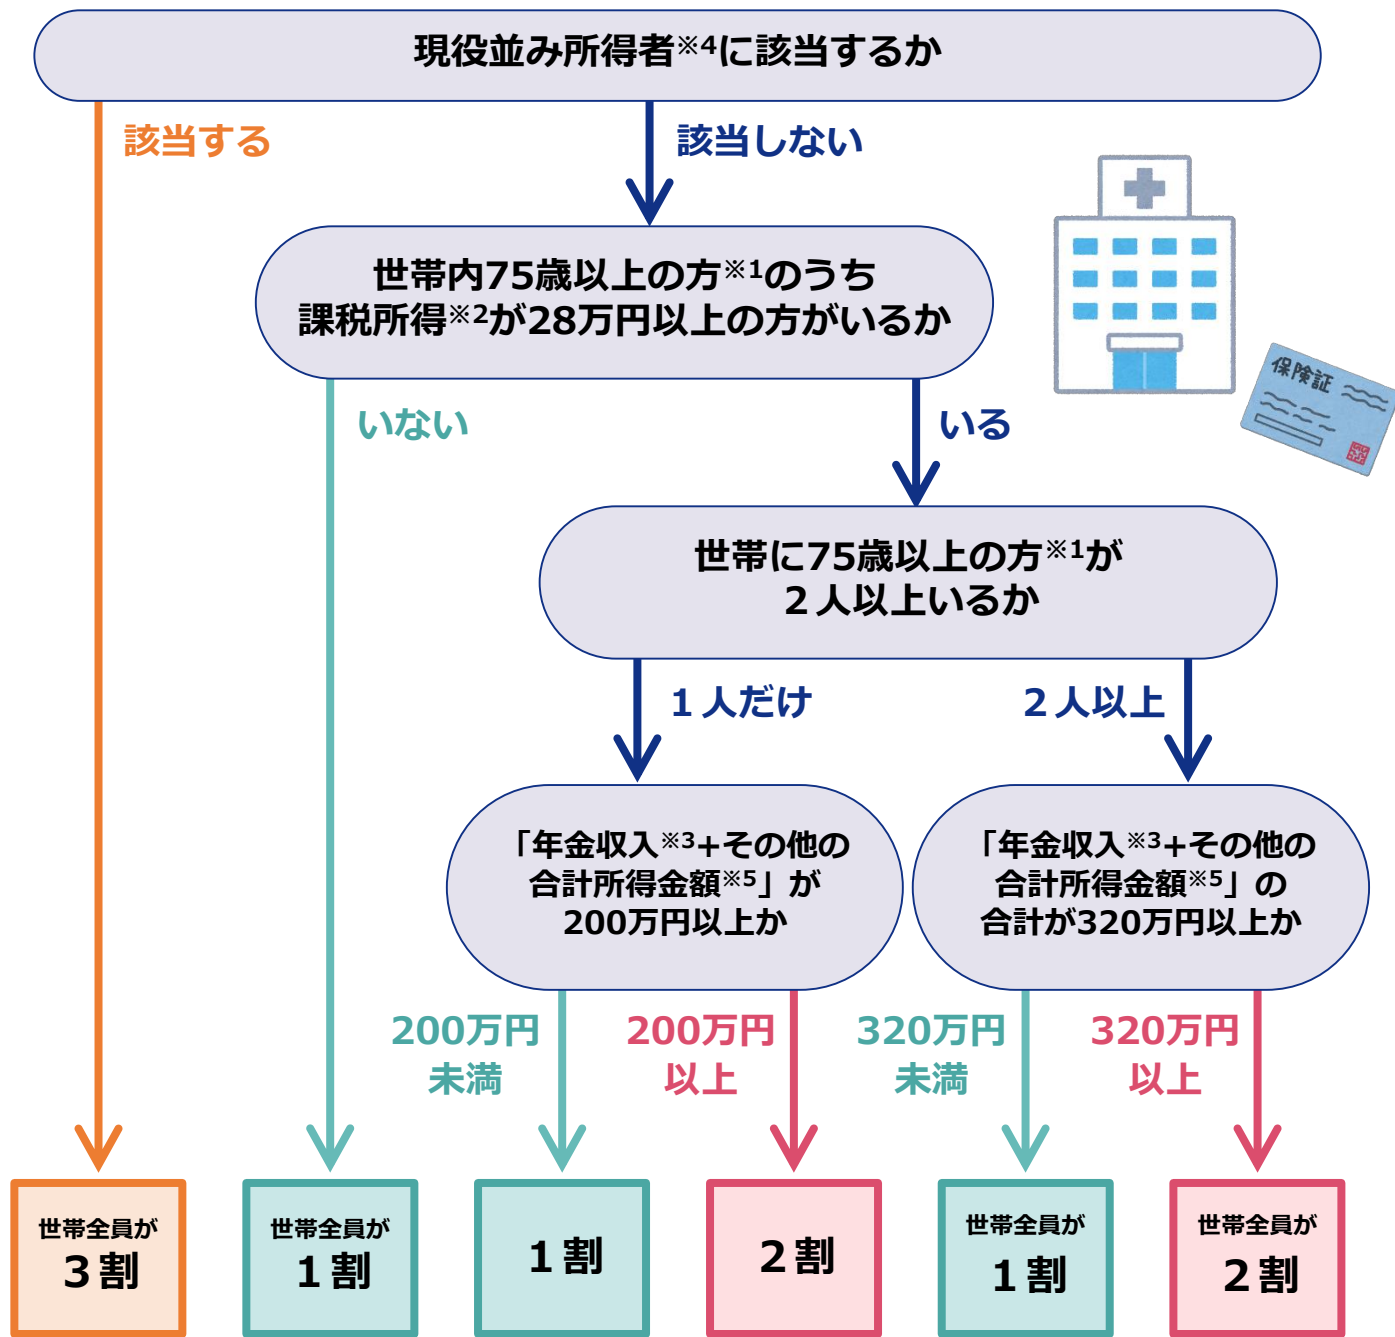 現役並み所得者※4に該当するか
該当する
該当しない
世帯内75歳以上の方※1のうち
課税所得※2が28万円以上の方がいるか
保険証
いない
いる
世帯に75歳以上の方※1が
２人以上いるか
１人だけ
２人以上
「年金収入※3+その他の
合計所得金額※5」が
200万円以上か
「年金収入※3+その他の
合計所得金額※5」の
合計が320万円以上か
200万円
未満
200万円
以上
320万円
未満
320万円
以上
世帯全員が
３割
世帯全員が
１割
１割
２割
世帯全員が
１割
世帯全員が
２割